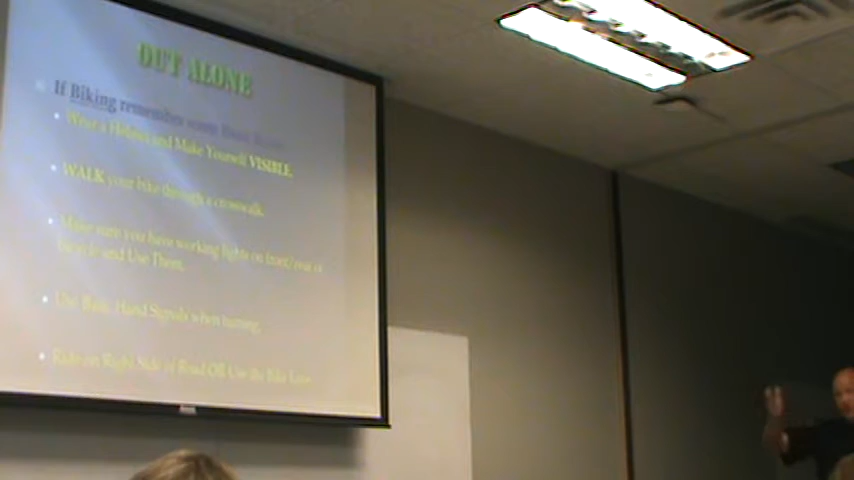 OUT ALONE
If Biking remember some Basic
Wear a Helmet and Make Yourself VISIBLE.
WALK your bike through a crosswalk.
Make sure you have working lights on front/rear of
bicycle and Use Them.
Use Basic Hand Signals when turning.
Ride on Right Side of Road OR Use the Bike Lane